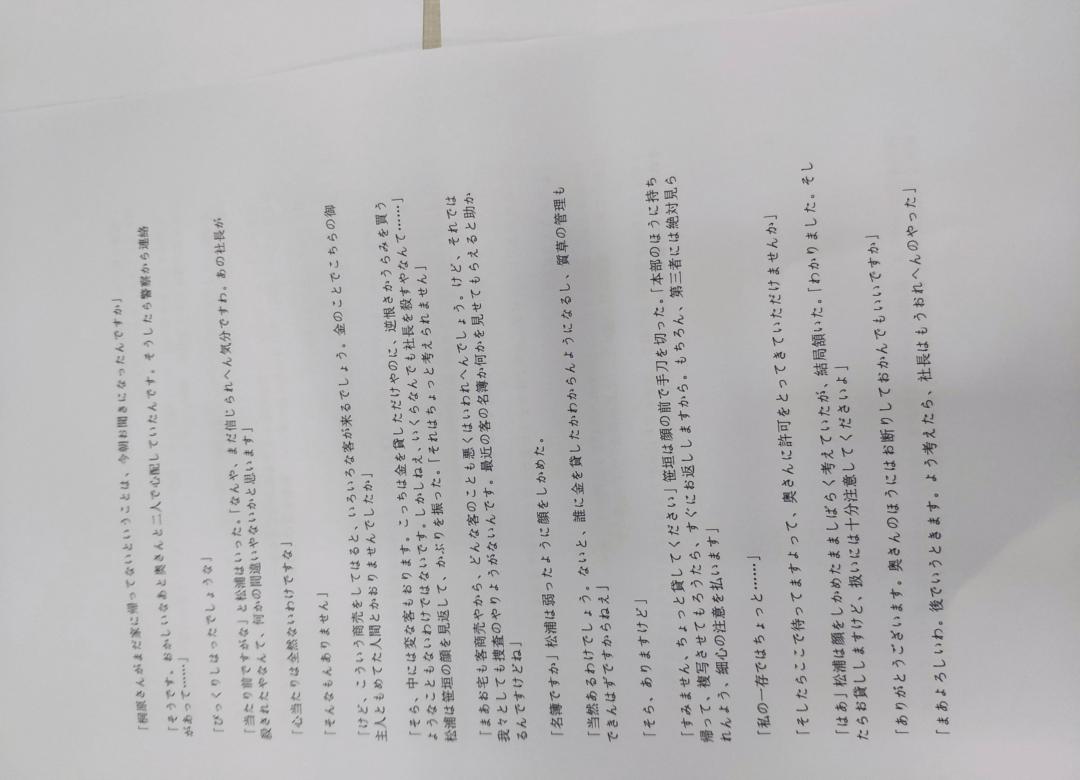 「桐原さんがまだ家に帰ってないということは、今朝お聞きになったんですか」
「そうです。おかしいなあと奥さんと二人で心配していたんです。そうしたら警察から連絡
があって……」
「びっくりしはったでしょうな」
「当たり前ですがな」と松浦はいった。「なんや、まだ信じられへん気分ですわ。あの社長が
殺されたやなんて、何かの間違いやないかと思います」
「心当たりは全然ないわけですな」
「そんなもんありません」
「けど、こういう商売をしてはると、いろいろな客が来るでしょう。金のことでこちらの御
主人ともめてた人間とかおりませんでしたか」
「そら、中には変な客もおります。こっちは金を貸しただけやのに、逆恨さかうらみを買う
ようなこともないわけではないです。しかしねえ、いくらなんでも社長を殺すやなんて……」
松浦は笹垣の顔を見返して、かぶりを振った。「それはちょっと考えられません」
「まあお宅も客商売やから、どんな客のことも悪くはいわれへんでしょう。けど、それでは
我々としても捜査のやりようがないんです。最近の客の名簿か何かを見せてもらえると助か
るんですけどね」
「名簿ですか」松浦は弱ったように顔をしかめた。
「当然あるわけでしょう。ないと、誰に金を貸したかわからんようになるし、質草の管理も
できんはずですからねえ」
「そら、ありますけど」
「すみません、ちょっと貸してください」笹垣は顔の前で手刀を切った。「本部のほうに持ち
帰って、複写させてもろうたら、すぐにお返ししますから。もちろん、第三者には絶対見ら
れんよう、細心の注意を払います」
「私の一存ではちょっと……」
「そしたらここで待ってますよって、奥さんに許可をとってきていただけませんか」
「はあ」松浦は顔をしかめたまましばらく考えていたが、結局頷いた。「わかりました。そし
たらお貸ししますけど、扱いには十分注意してくださいよ」
「ありがとうございます。奥さんのほうにはお断りしておかんでもいいですか」
「まあよろしいわ。後でいうときます。よう考えたら、社長はもうおれへんのやった」